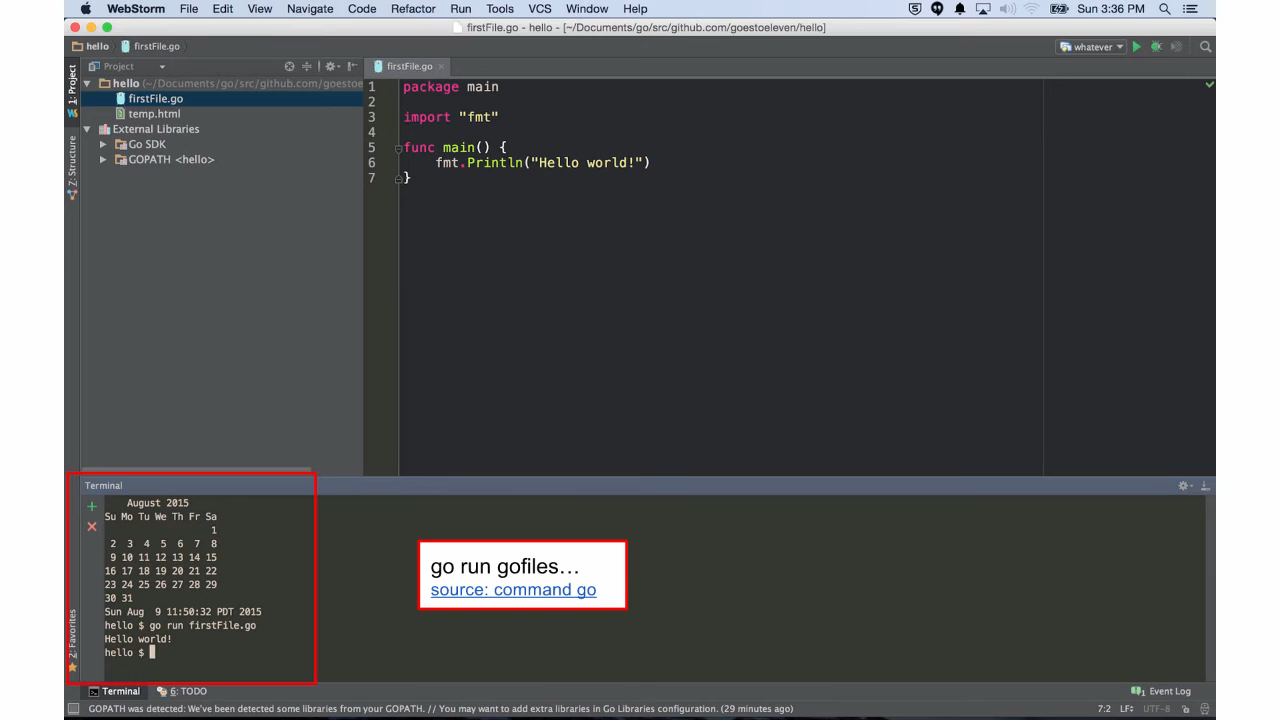 WebStorm File Edit View Navigate Code Refactor Run Tools VCS Window Help Sun 3:36 PM
firstFile.go - hello - [~/Documents/go/src/github.com/goestoeleven/hello]
hello firstFile.go whatever
1: Project
Z: Structure
2: Favorites
Project
hello (~/Documents/go/src/github.com/goestoe
firstFile.go
temp.html
External Libraries
Go SDK
GOPATH <hello>
firstFile.go
1 package main
2
3 import "fmt"
4
5 func main() {
6 fmt.Println("Hello world!")
7 }
Terminal
August 2015
Su Mo Tu We Th Fr Sa
1
2 3 4 5 6 7 8
9 10 11 12 13 14 15
16 17 18 19 20 21 22
23 24 25 26 27 28 29
30 31
Sun Aug 9 11:50:32 PDT 2015
hello $ go run firstFile.go
Hello world!
hello $
go run gofiles…
source: command go
Terminal 6: TODO 1 Event Log
GOPATH was detected: We've been detected some libraries from your GOPATH. // You may want to add extra libraries in Go Libraries configuration. (29 minutes ago) 7:2 LF÷ UTF-8